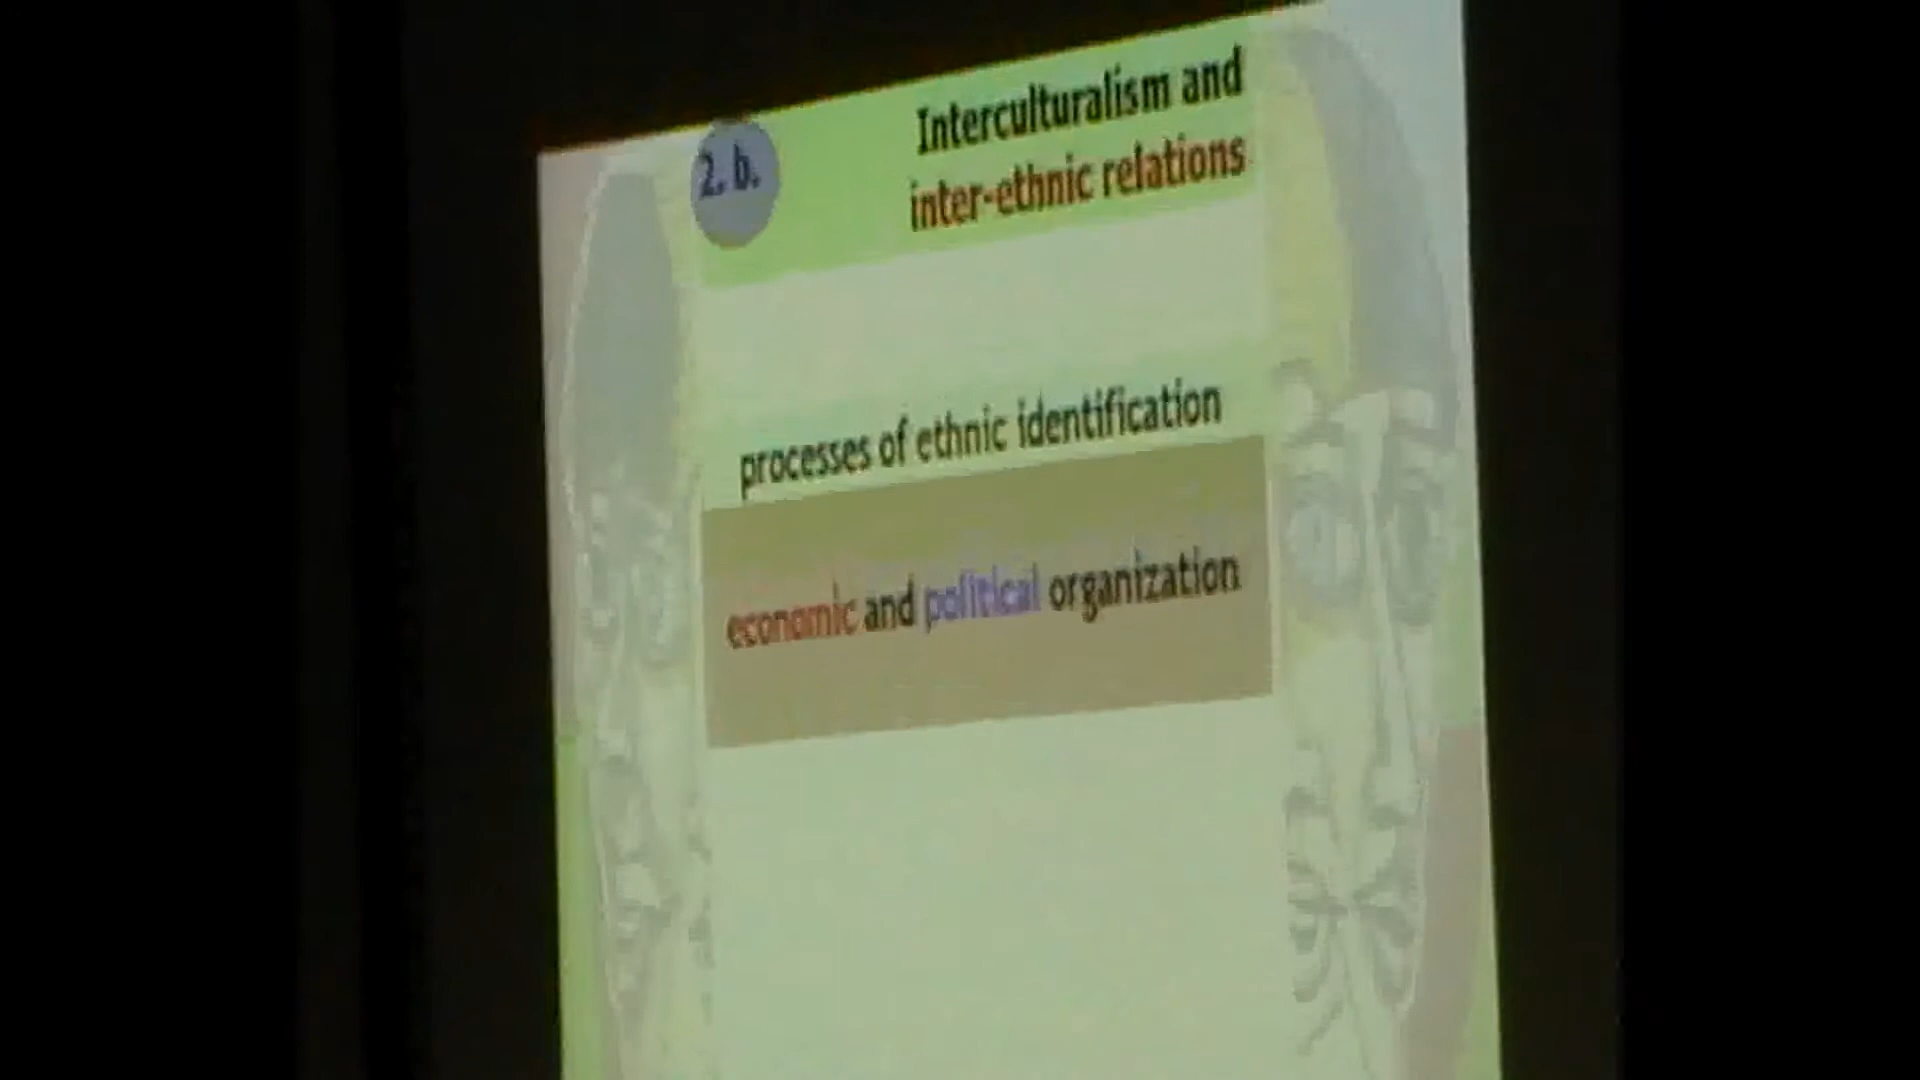 2. b.
Interculturalism and
inter-ethnic relations
processes of ethnic identification
economic and political organization